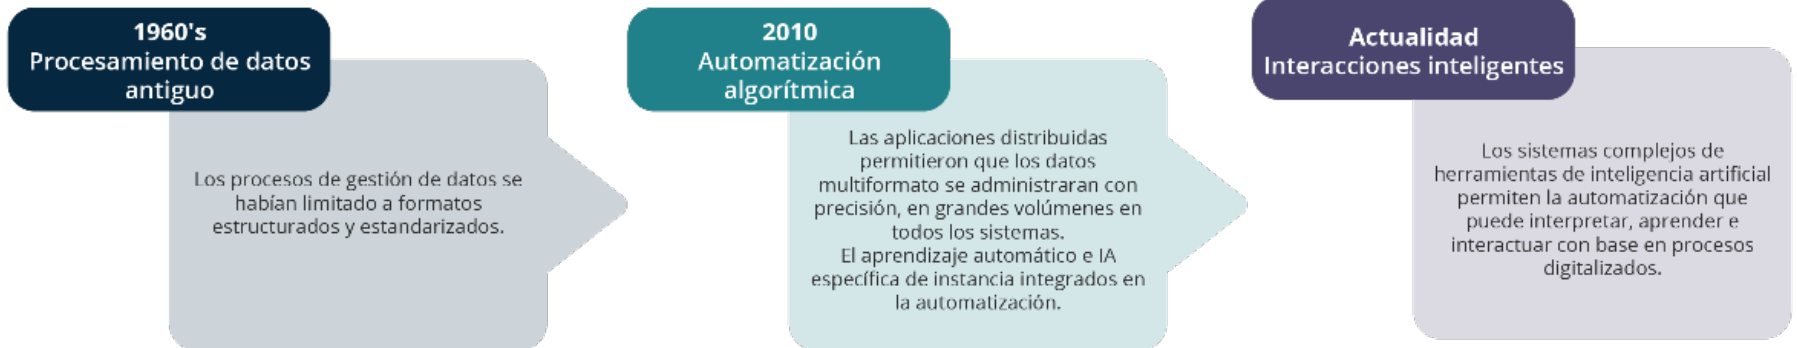 1960's
Procesamiento de datos
antiguo
Los procesos de gestión de datos se
habían limitado a formatos
estructurados y estandarizados.
2010
Automatización
algorítmica
Las aplicaciones distribuidas
permitieron que los datos
multiformato se administraran con
precisión, en grandes volúmenes en
todos los sistemas.
El aprendizaje automático e IA
específica de instancia integrados en
la automatización.
Actualidad
Interacciones inteligentes
Los sistemas complejos de
herramientas de inteligencia artificial
permiten la automatización que
puede interpretar, aprender e
interactuar con base en procesos
digitalizados.